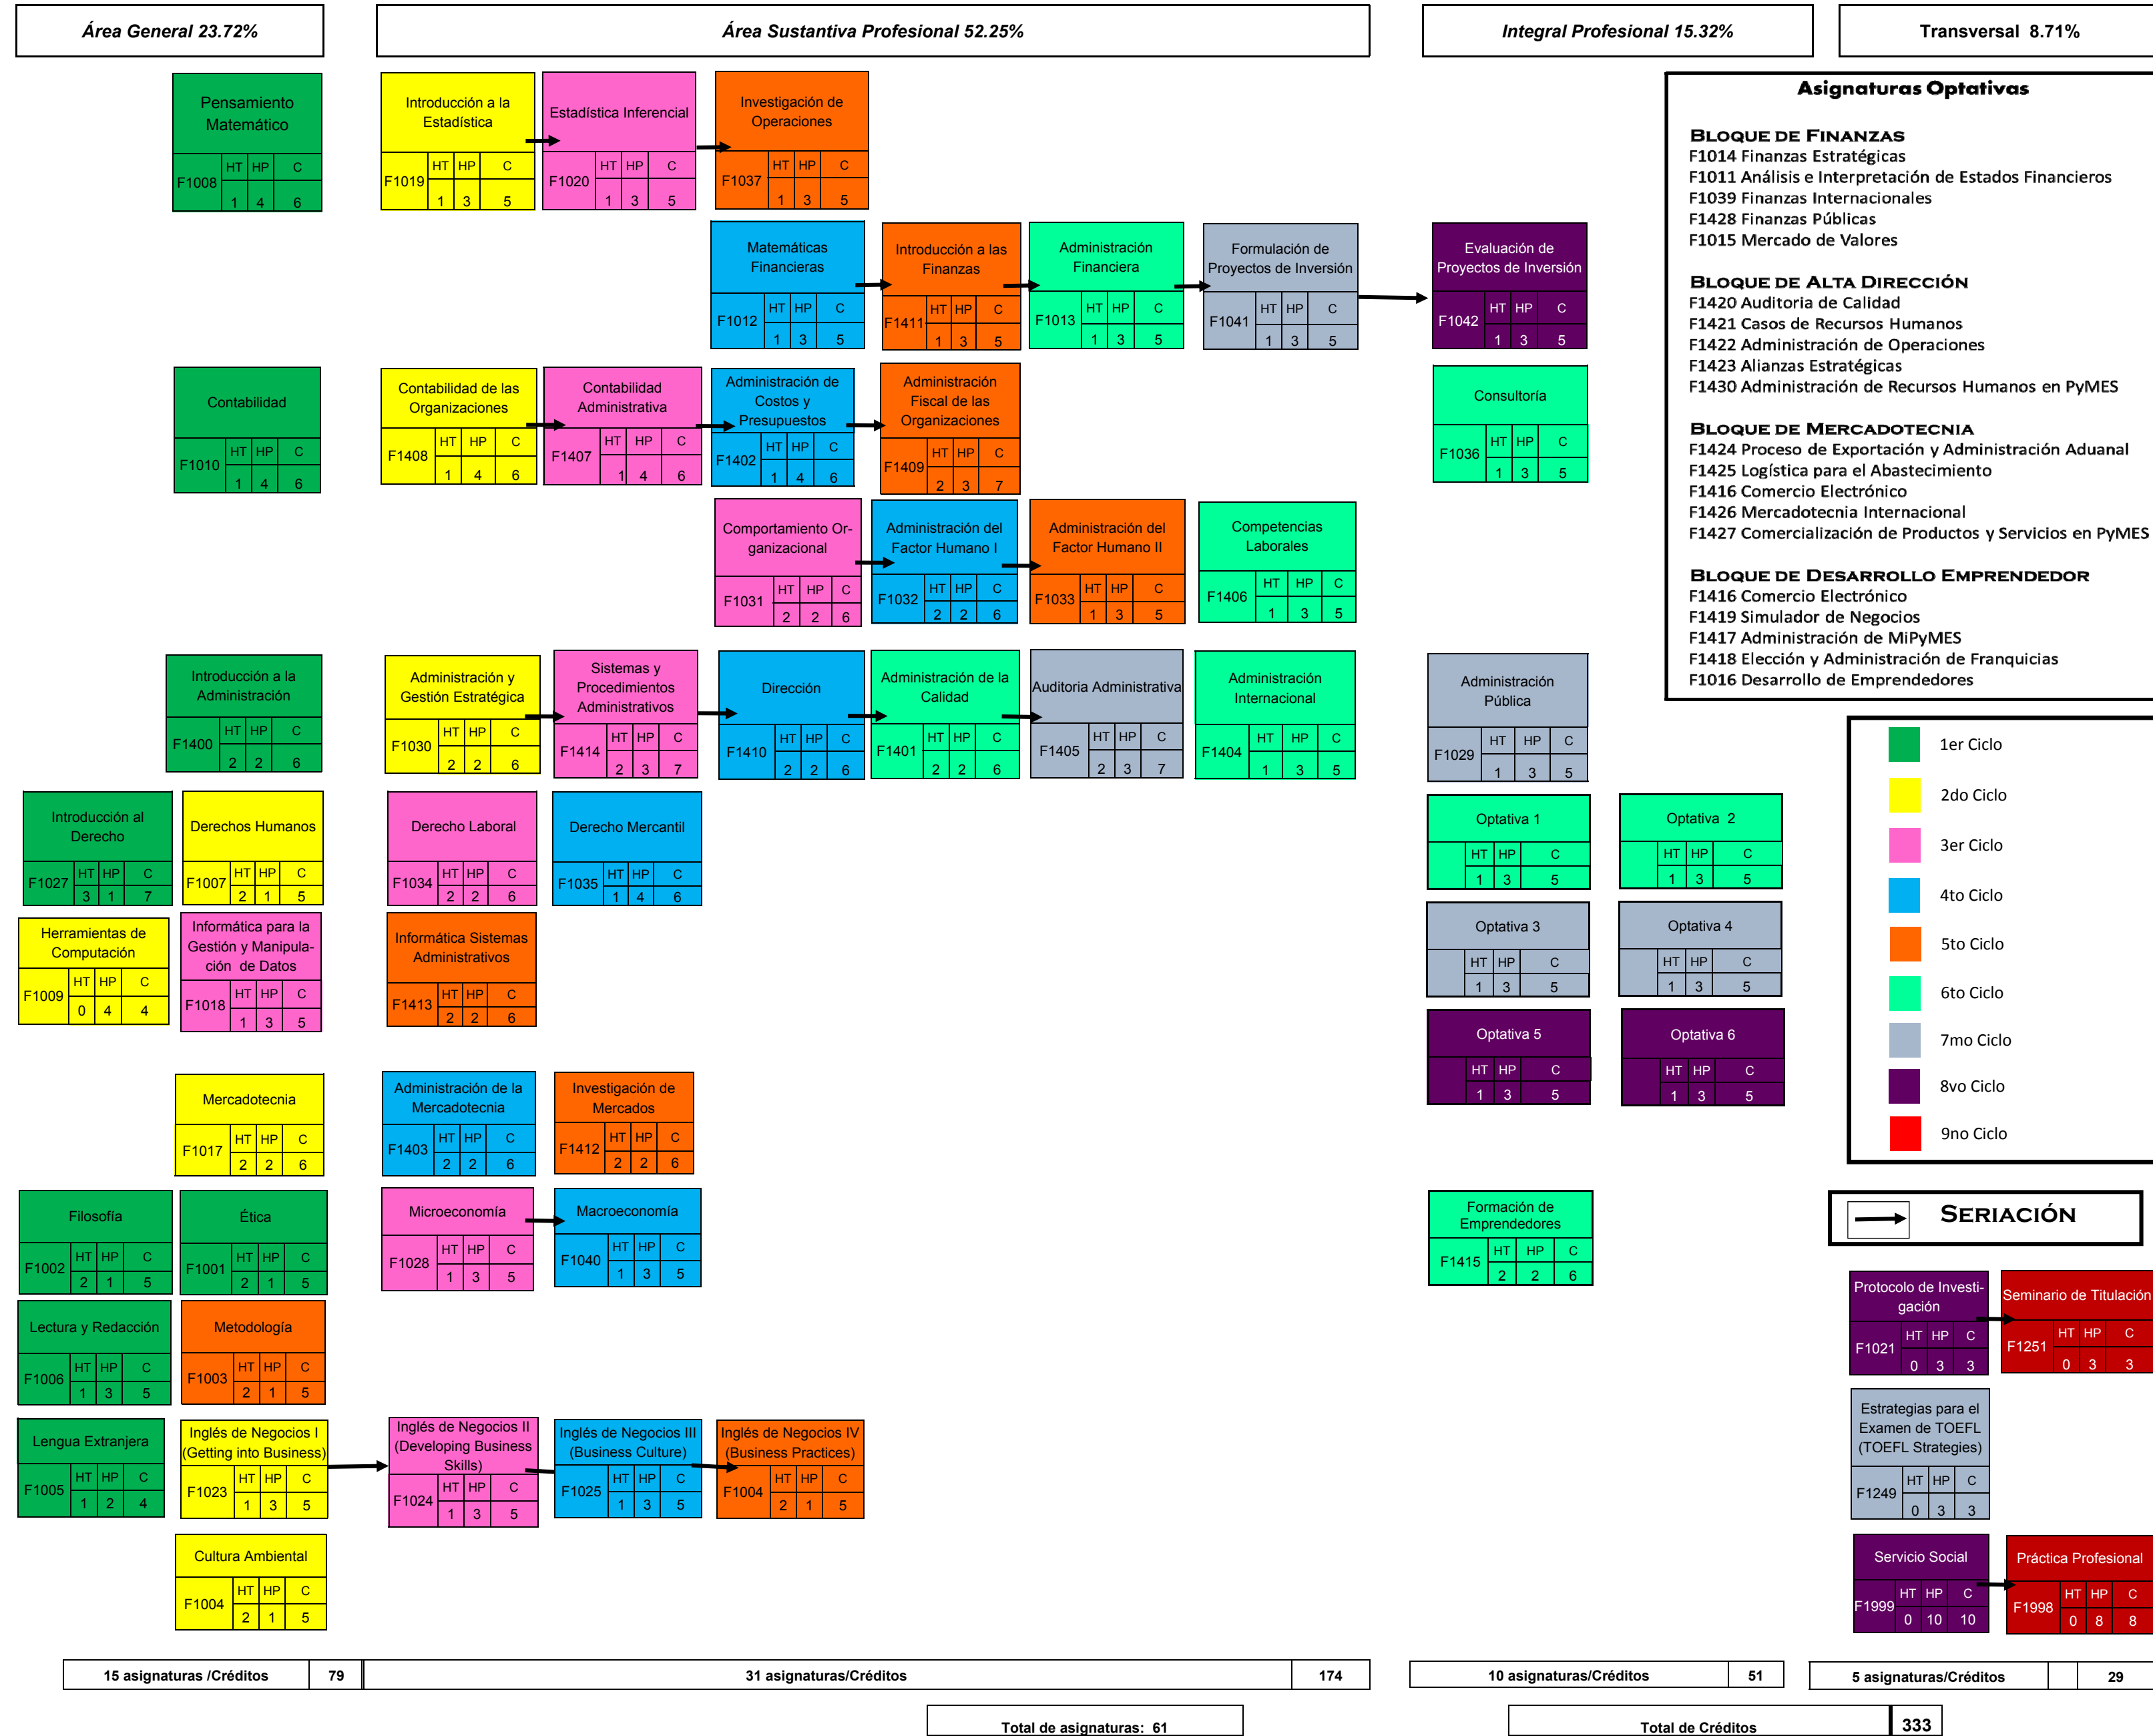 Área General 23.72%
Área Sustantiva Profesional 52.25%
Integral Profesional 15.32%
Transversal 8.71%
Pensamiento
Matemático
F1008 HT HP C
1 4 6
Introducción a la
Estadística
F1019 HT HP C
1 3 5
Estadística Inferencial
F1020 HT HP C
1 3 5
Investigación de
Operaciones
F1037 HT HP C
1 3 5
Matemáticas
Financieras
F1012 HT HP C
1 3 5
Introducción a las
Finanzas
F1411 HT HP C
1 3 5
Administración
Financiera
F1013 HT HP C
1 3 5
Formulación de
Proyectos de Inversión
F1041 HT HP C
1 3 5
Evaluación de
Proyectos de Inversión
F1042 HT HP C
1 3 5
Contabilidad
F1010 HT HP C
1 4 6
Contabilidad de las
Organizaciones
F1408 HT HP C
1 4 6
Contabilidad
Administrativa
F1407 HT HP C
1 4 6
Administración de
Costos y
Presupuestos
F1402 HT HP C
1 4 6
Administración
Fiscal de las
Organizaciones
F1409 HT HP C
2 3 7
Consultoría
F1036 HT HP C
1 3 5
Comportamiento Or-
ganizacional
F1031 HT HP C
2 2 6
Administración del
Factor Humano I
F1032 HT HP C
2 2 6
Administración del
Factor Humano II
F1033 HT HP C
1 3 5
Competencias
Laborales
F1406 HT HP C
1 3 5
Introducción a la
Administración
F1400 HT HP C
2 2 6
Administración y
Gestión Estratégica
F1030 HT HP C
2 2 6
Sistemas y
Procedimientos
Administrativos
F1414 HT HP C
2 3 7
Dirección
F1410 HT HP C
2 2 6
Administración de la
Calidad
F1401 HT HP C
2 2 6
Auditoria Administrativa
F1405 HT HP C
2 3 7
Administración
Internacional
F1404 HT HP C
1 3 5
Administración
Pública
F1029 HT HP C
1 3 5
Introducción al
Derecho
F1027 HT HP C
3 1 7
Derechos Humanos
F1007 HT HP C
2 1 5
Derecho Laboral
F1034 HT HP C
2 2 6
Derecho Mercantil
F1035 HT HP C
1 4 6
Optativa 1
HT HP C
1 3 5
Optativa 2
HT HP C
1 3 5
Herramientas de
Computación
F1009 HT HP C
0 4 4
Informática para la
Gestión y Manipula-
ción de Datos
F1018 HT HP C
1 3 5
Informática Sistemas
Administrativos
F1413 HT HP C
2 2 6
Optativa 3
HT HP C
1 3 5
Optativa 4
HT HP C
1 3 5
Optativa 5
HT HP C
1 3 5
Optativa 6
HT HP C
1 3 5
Mercadotecnia
F1017 HT HP C
2 2 6
Administración de la
Mercadotecnia
F1403 HT HP C
2 2 6
Investigación de
Mercados
F1412 HT HP C
2 2 6
Filosofía
F1002 HT HP C
2 1 5
Ética
F1001 HT HP C
2 1 5
Microeconomía
F1028 HT HP C
1 3 5
Macroeconomía
F1040 HT HP C
1 3 5
Formación de
Emprendedores
F1415 HT HP C
2 2 6
Lectura y Redacción
F1006 HT HP C
1 3 5
Metodología
F1003 HT HP C
2 1 5
Lengua Extranjera
F1005 HT HP C
1 2 4
Inglés de Negocios I
(Getting into Business)
F1023 HT HP C
1 3 5
Inglés de Negocios II
(Developing Business
Skills)
F1024 HT HP C
1 3 5
Inglés de Negocios III
(Business Culture)
F1025 HT HP C
1 3 5
Inglés de Negocios IV
(Business Practices)
F1004 HT HP C
2 1 5
Cultura Ambiental
F1004 HT HP C
2 1 5
Asignaturas Optativas
BLOQUE DE FINANZAS
F1014 Finanzas Estratégicas
F1011 Análisis e Interpretación de Estados Financieros
F1039 Finanzas Internacionales
F1428 Finanzas Públicas
F1015 Mercado de Valores
BLOQUE DE ALTA DIRECCIÓN
F1420 Auditoria de Calidad
F1421 Casos de Recursos Humanos
F1422 Administración de Operaciones
F1423 Alianzas Estratégicas
F1430 Administración de Recursos Humanos en PyMES
BLOQUE DE MERCADOTECNIA
F1424 Proceso de Exportación y Administración Aduanal
F1425 Logística para el Abastecimiento
F1416 Comercio Electrónico
F1426 Mercadotecnia Internacional
F1427 Comercialización de Productos y Servicios en PyMES
BLOQUE DE DESARROLLO EMPRENDEDOR
F1416 Comercio Electrónico
F1419 Simulador de Negocios
F1417 Administración de MiPyMES
F1418 Elección y Administración de Franquicias
F1016 Desarrollo de Emprendedores
1er Ciclo
2do Ciclo
3er Ciclo
4to Ciclo
5to Ciclo
6to Ciclo
7mo Ciclo
8vo Ciclo
9no Ciclo
SERIACIÓN
Protocolo de Investi-
gación
F1021 HT HP C
0 3 3
Seminario de Titulación
F1251 HT HP C
0 3 3
Estrategias para el
Examen de TOEFL
(TOEFL Strategies)
F1249 HT HP C
0 3 3
Servicio Social
F1999 HT HP C
0 10 10
Práctica Profesional
F1998 HT HP C
0 8 8
15 asignaturas /Créditos 79
31 asignaturas/Créditos 174
10 asignaturas/Créditos 51
5 asignaturas/Créditos 29
Total de asignaturas: 61
Total de Créditos 333